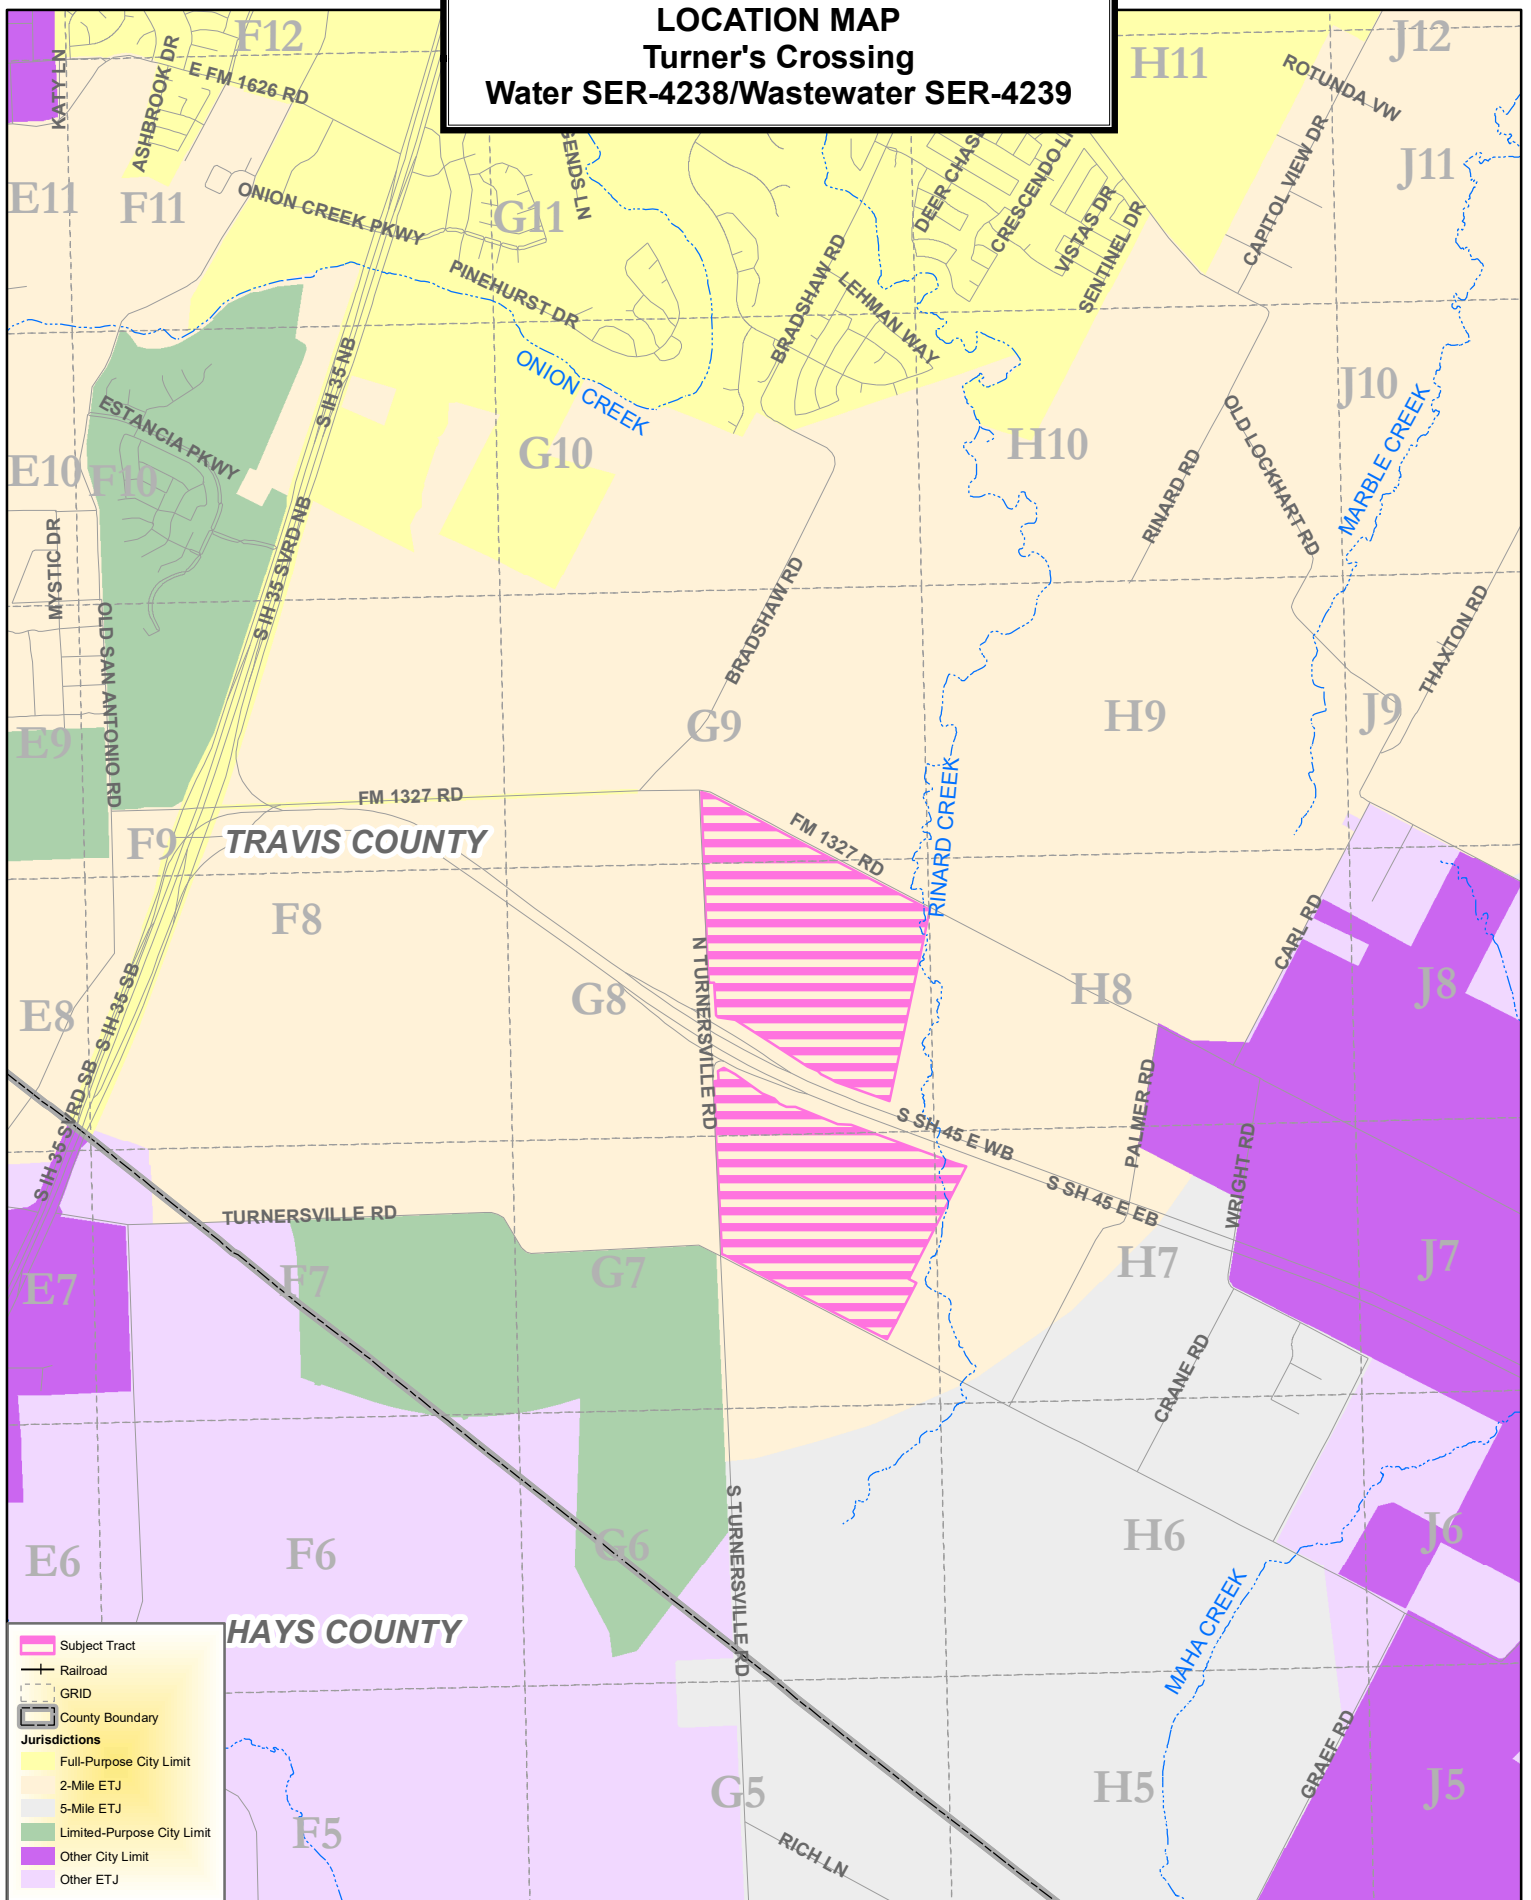 LOCATION MAP
Turner's Crossing
Water SER-4238/Wastewater SER-4239
F12
H11
J12
KATY LN
ASHBROOK DR
E FM 1626 RD
ROTUNDA VW
CAPITOL VIEW DR
J11
E11
F11
ONION CREEK PKWY
G11
GENDS LN
DEER CHASE
CRESCENDO L
VISTAS DR
SENTINEL DR
PINEHURST DR
BRADSHAW RD
LEHMAN WAY
ONION CREEK
S IH 35 NB
ESTANCIA PKWY
E10
F10
G10
H10
J10
RINARD RD
OLD LOCKHART RD
MARBLE CREEK
MYSTIC DR
S IH 35 SVRD NB
OLD SAN ANTONIO RD
BRADSHAW RD
THAXTON RD
E9
G9
H9
J9
RINARD CREEK
FM 1327 RD
F9
TRAVIS COUNTY
FM 1327 RD
F8
CARL RD
N TURNERSVILLE RD
G8
H8
J8
E8
S IH 35 SB
S IH 35 SVRD SB
PALMER RD
S SH 45 E WB
WRIGHT RD
S SH 45 E EB
TURNERSVILLE RD
E7
F7
G7
H7
J7
CRANE RD
S TURNERSVILLE RD
E6
F6
G6
H6
J6
MAHA CREEK
HAYS COUNTY
GRAEF RD
F5
G5
H5
J5
RICH LN
Subject Tract
Railroad
GRID
County Boundary
Jurisdictions
Full-Purpose City Limit
2-Mile ETJ
5-Mile ETJ
Limited-Purpose City Limit
Other City Limit
Other ETJ